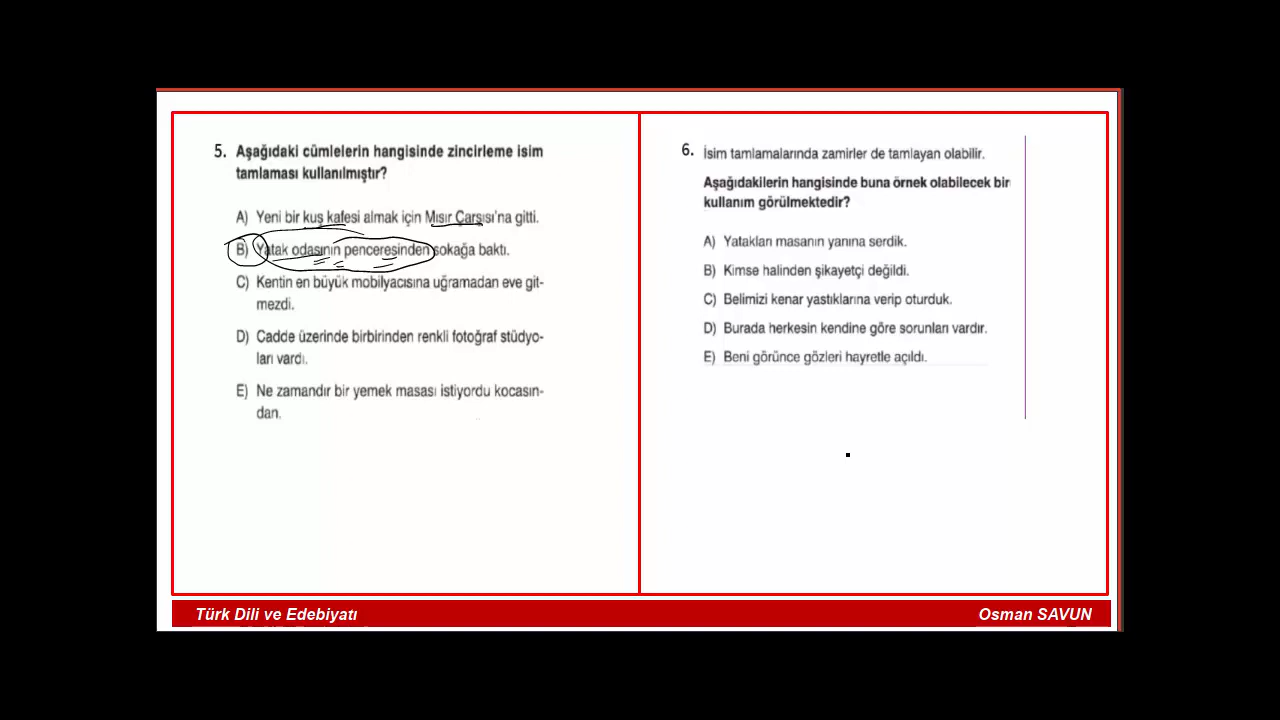 5. Aşağıdaki cümlelerin hangisinde zincirleme isim
tamlaması kullanılmıştır?
A) Yeni bir kuş kafesi almak için Mısır Çarşısı'na gitti.
B) Yatak odasının penceresinden sokağa baktı.
C) Kentin en büyük mobilyacısına uğramadan eve git-
mezdi.
D) Cadde üzerinde birbirinden renkli fotoğraf stüdyo-
ları vardı.
E) Ne zamandır bir yemek masası istiyordu kocasın-
dan.
6. İsim tamlamalarında zamirler de tamlayan olabilir.
Aşağıdakilerin hangisinde buna örnek olabilecek bir
kullanım görülmektedir?
A) Yatakları masanın yanına serdik.
B) Kimse halinden şikayetçi değildi.
C) Belimizi kenar yastıklarına verip oturduk.
D) Burada herkesin kendine göre sorunları vardır.
E) Beni görünce gözleri hayretle açıldı.
Türk Dili ve Edebiyatı
Osman SAVUN